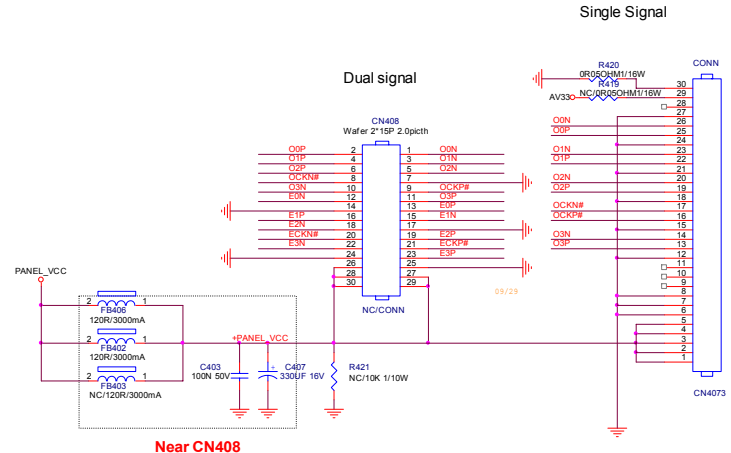 Single Signal
Dual signal
R420
0R05OHM1/16W
R419
AV33
NC/0R05OHM1/16W
CONN
30
29
28
27
26
25
24
23
22
21
20
19
18
17
16
15
14
13
12
11
10
9
8
7
6
5
4
3
2
1
CN4073
O0N
O0P
O1N
O1P
O2N
O2P
OCKN#
OCKP#
O3N
O3P
CN408
Wafer 2*15P 2.0picth
O0P 2 1 O0N
O1P 4 3 O1N
O2P 6 5 O2N
OCKN# 8 7
O3N 10 9 OCKP#
E0N 12 11 O3P
14 13 E0P
E1P 16 15 E1N
E2N 18 17
ECKN# 20 19 E2P
E3N 22 21 ECKP#
24 23 E3P
26 25
28 27
30 29
NC/CONN
09/29
PANEL_VCC
2 1
FB406
120R/3000mA
2 1
FB402
120R/3000mA
2 1
FB403
NC/120R/3000mA
+PANEL_VCC
C403
100N 50V
+
C407
330UF 16V
R421
NC/10K 1/10W
Near CN408